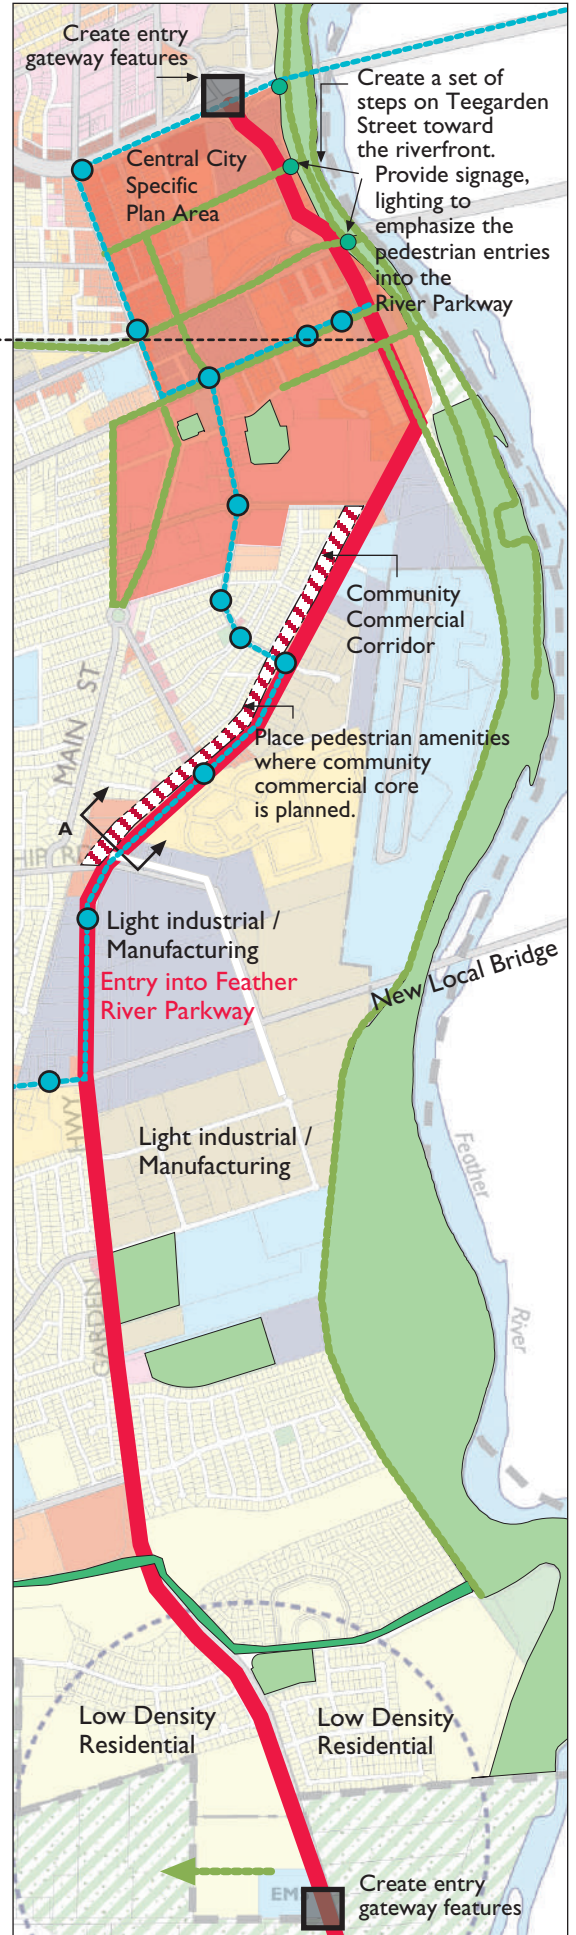 Create entry
gateway features
Create a set of
steps on Teegarden
Street toward
the riverfront.
Provide signage,
lighting to
emphasize the
pedestrian entries
into the
River Parkway
Central City
Specific
Plan Area
Community
Commercial
Corridor
MAIN ST
Place pedestrian amenities
where community
commercial core
is planned.
A
HIP RD
Light industrial /
Manufacturing
Entry into Feather
River Parkway
New Local Bridge
HWY
Light industrial /
Manufacturing
Feather
River
GARDEN
Low Density
Residential
Low Density
Residential
EM
Create entry
gateway features